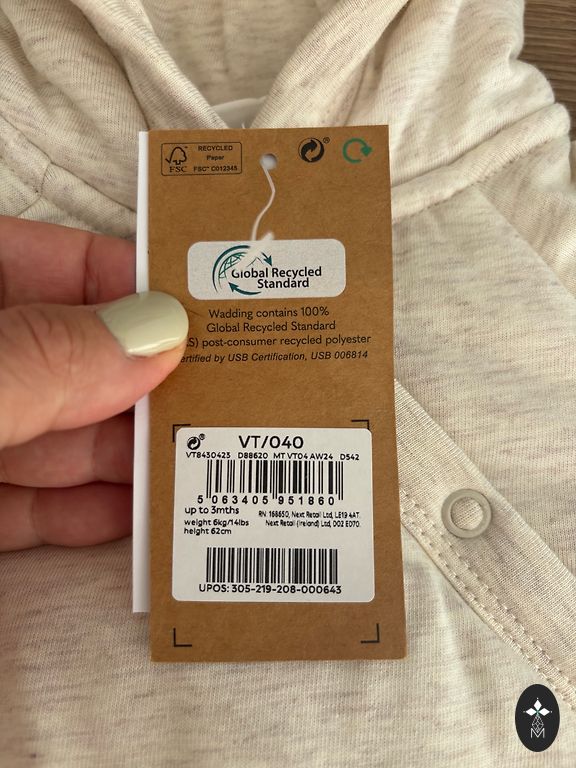 RECYCLED
Paper
FSC™ C012345
FSC
Global Recycled
Standard
Wadding contains 100%
Global Recycled Standard
S) post-consumer recycled polyester
ertified by USB Certification, USB 006814
VT/040
VT8430423 D88620 MT VT04 AW24 D542
5 063405 951860
up to 3mths
RN 168650, Next Retail Ltd, LE19 4AT.
weight 6kg/14lbs
Next Retail (Ireland) Ltd, D02 ED70.
height 62cm
UPOS: 305-219-208-000643
M